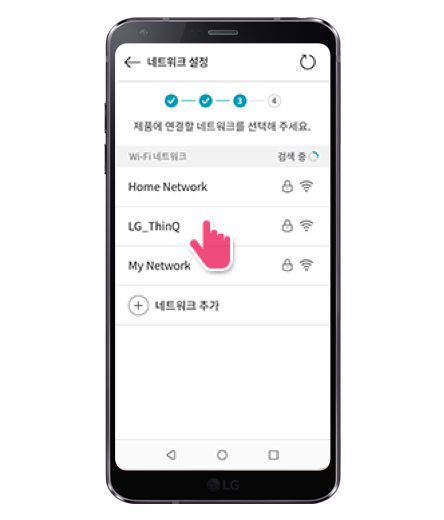 네트워크 설정
3 4
제품에 연결할 네트워크를 선택해 주세요.
Wi-Fi 네트워크 검색 중
Home Network
LG_ThinQ
My Network
네트워크 추가
LG